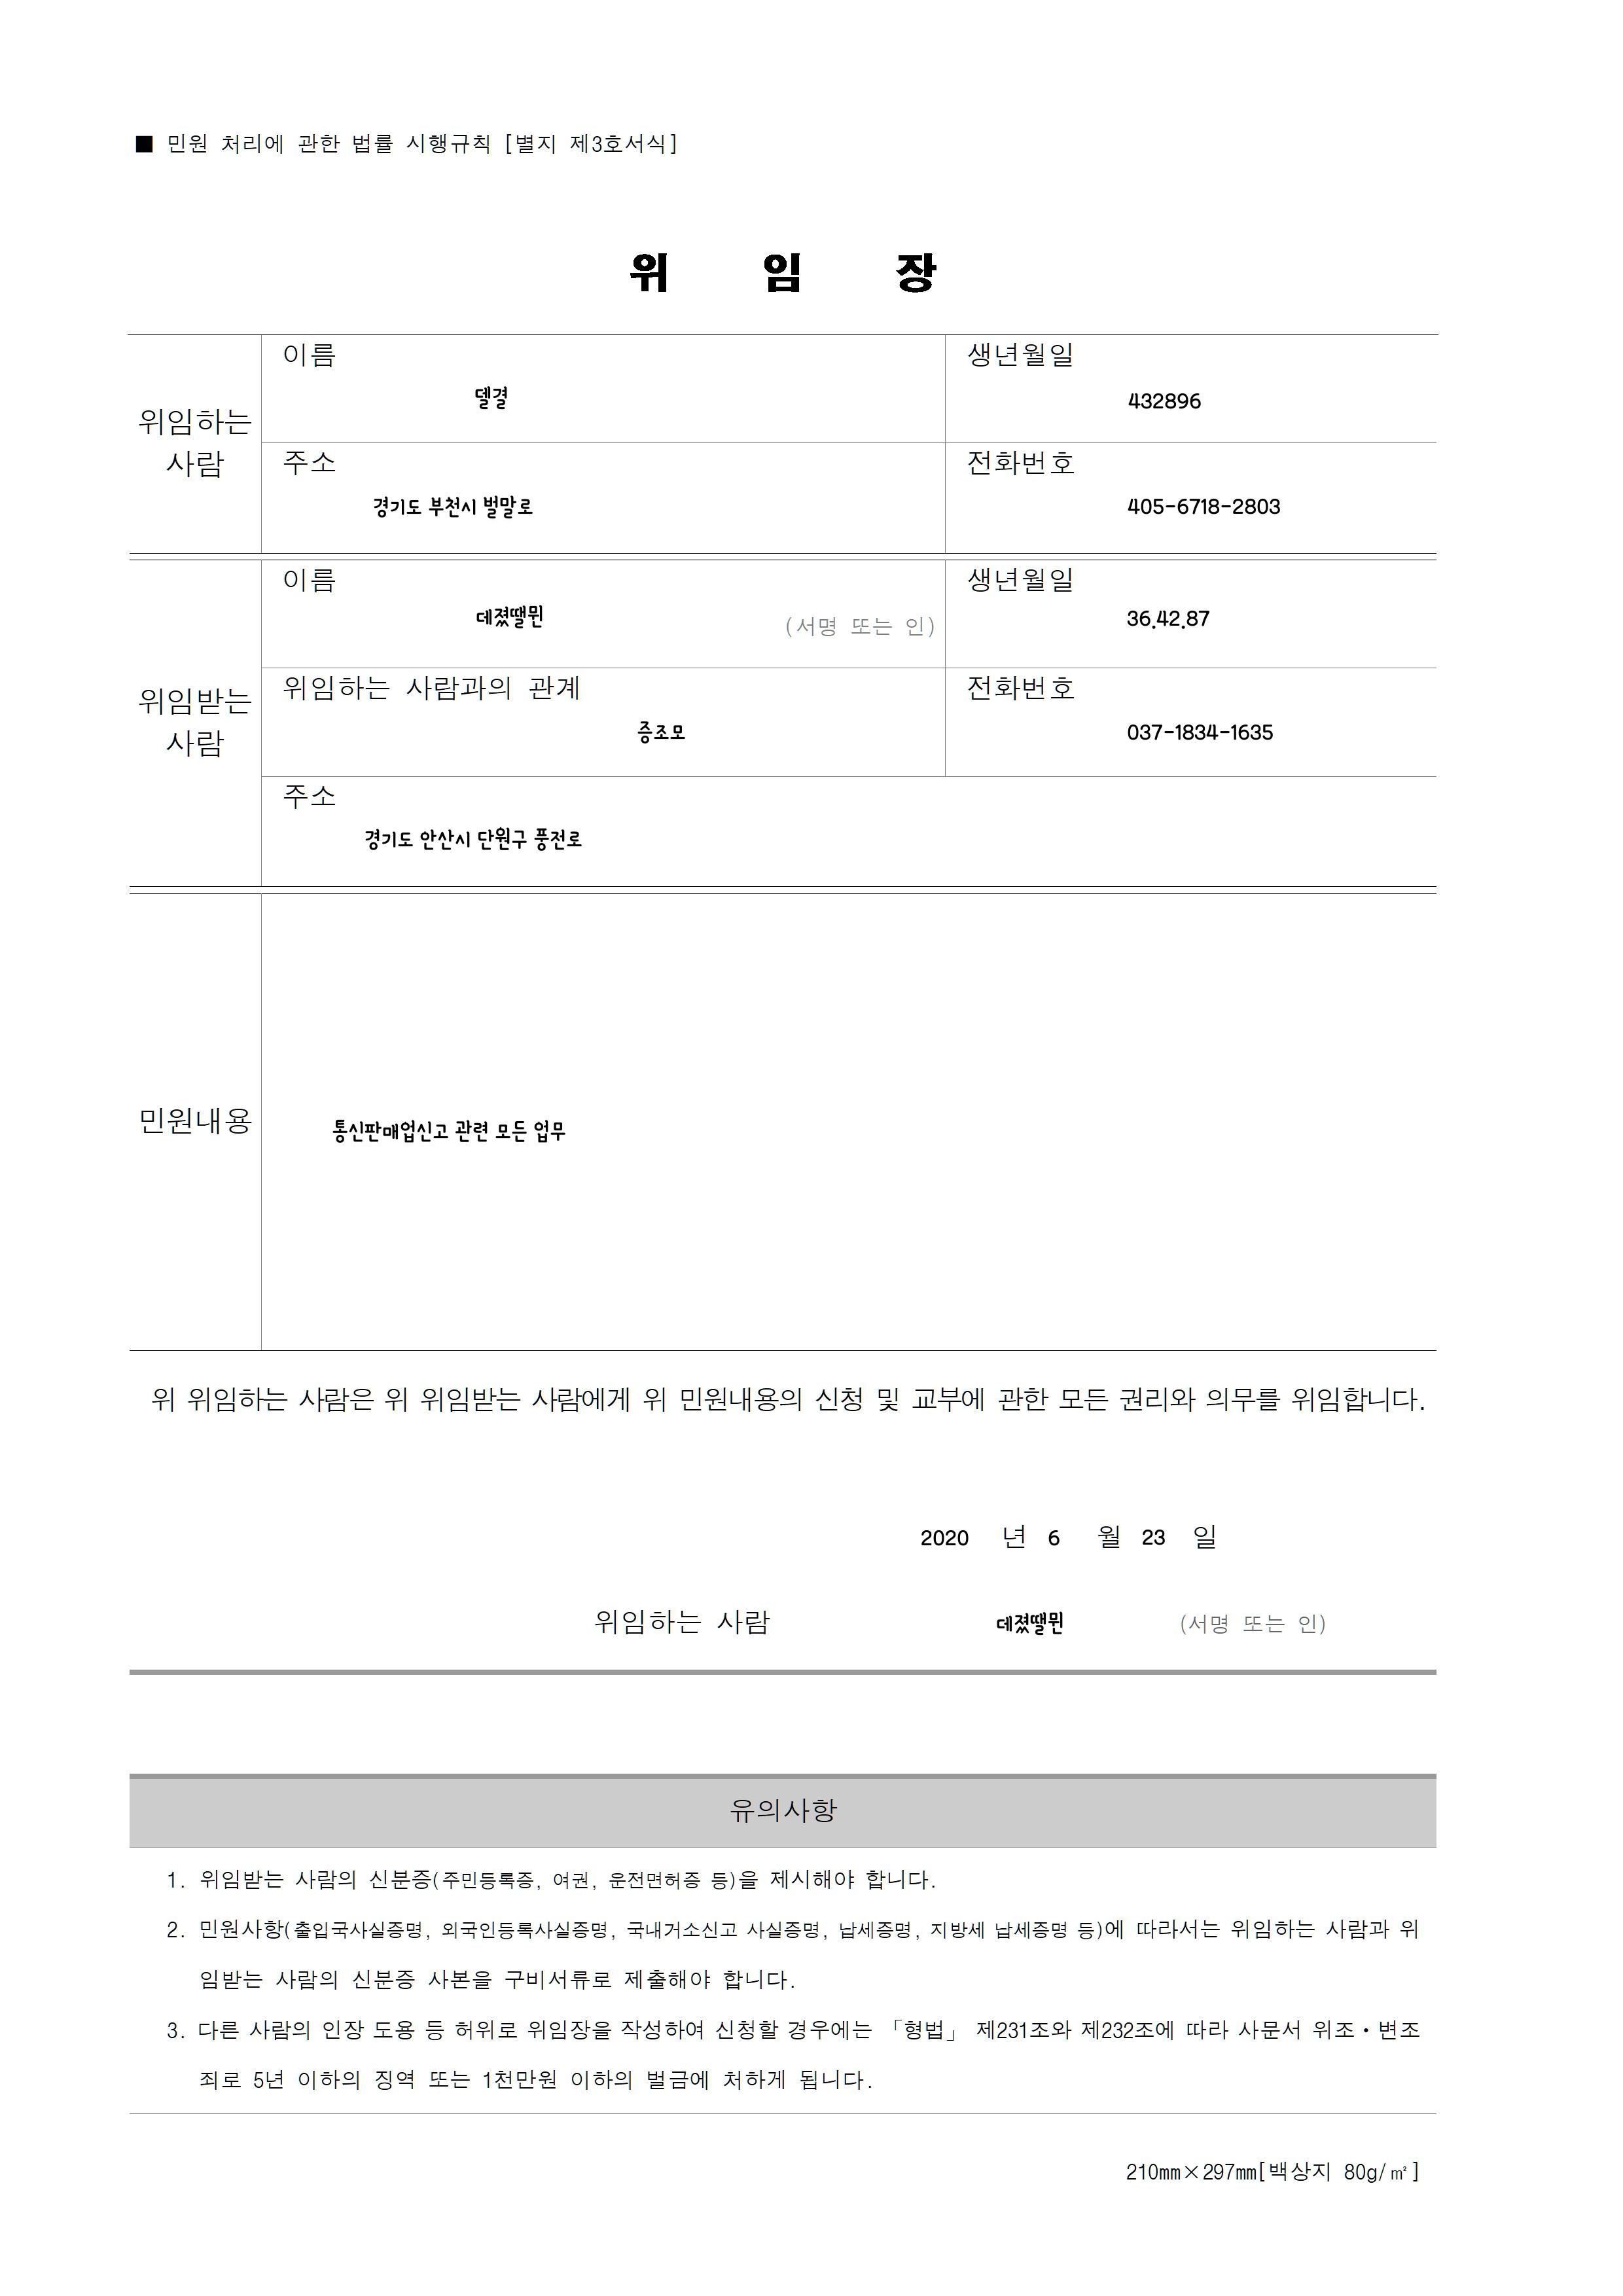 ■ 민원 처리에 관한 법률 시행규칙 [별지 제3호서식]
위 임 장
위임하는 사람
이름
델결
생년월일
432896
주소
경기도 부천시 벌말로
전화번호
405-6718-2803
위임받는 사람
이름
데졌땔뮌
(서명 또는 인)
생년월일
36.42.87
위임하는 사람과의 관계
증조모
전화번호
037-1834-1635
주소
경기도 안산시 단원구 풍전로
민원내용
통신판매업신고 관련 모든 업무
위 위임하는 사람은 위 위임받는 사람에게 위 민원내용의 신청 및 교부에 관한 모든 권리와 의무를 위임합니다.
2020 년 6 월 23 일
위임하는 사람 데졌땔뮌 (서명 또는 인)
유의사항
1. 위임받는 사람의 신분증(주민등록증, 여권, 운전면허증 등)을 제시해야 합니다.
2. 민원사항(출입국사실증명, 외국인등록사실증명, 국내거소신고 사실증명, 납세증명, 지방세 납세증명 등)에 따라서는 위임하는 사람과 위
임받는 사람의 신분증 사본을 구비서류로 제출해야 합니다.
3. 다른 사람의 인장 도용 등 허위로 위임장을 작성하여 신청할 경우에는 「형법」 제231조와 제232조에 따라 사문서 위조·변조
죄로 5년 이하의 징역 또는 1천만원 이하의 벌금에 처하게 됩니다.
210㎜×297㎜[백상지 80g/㎡]